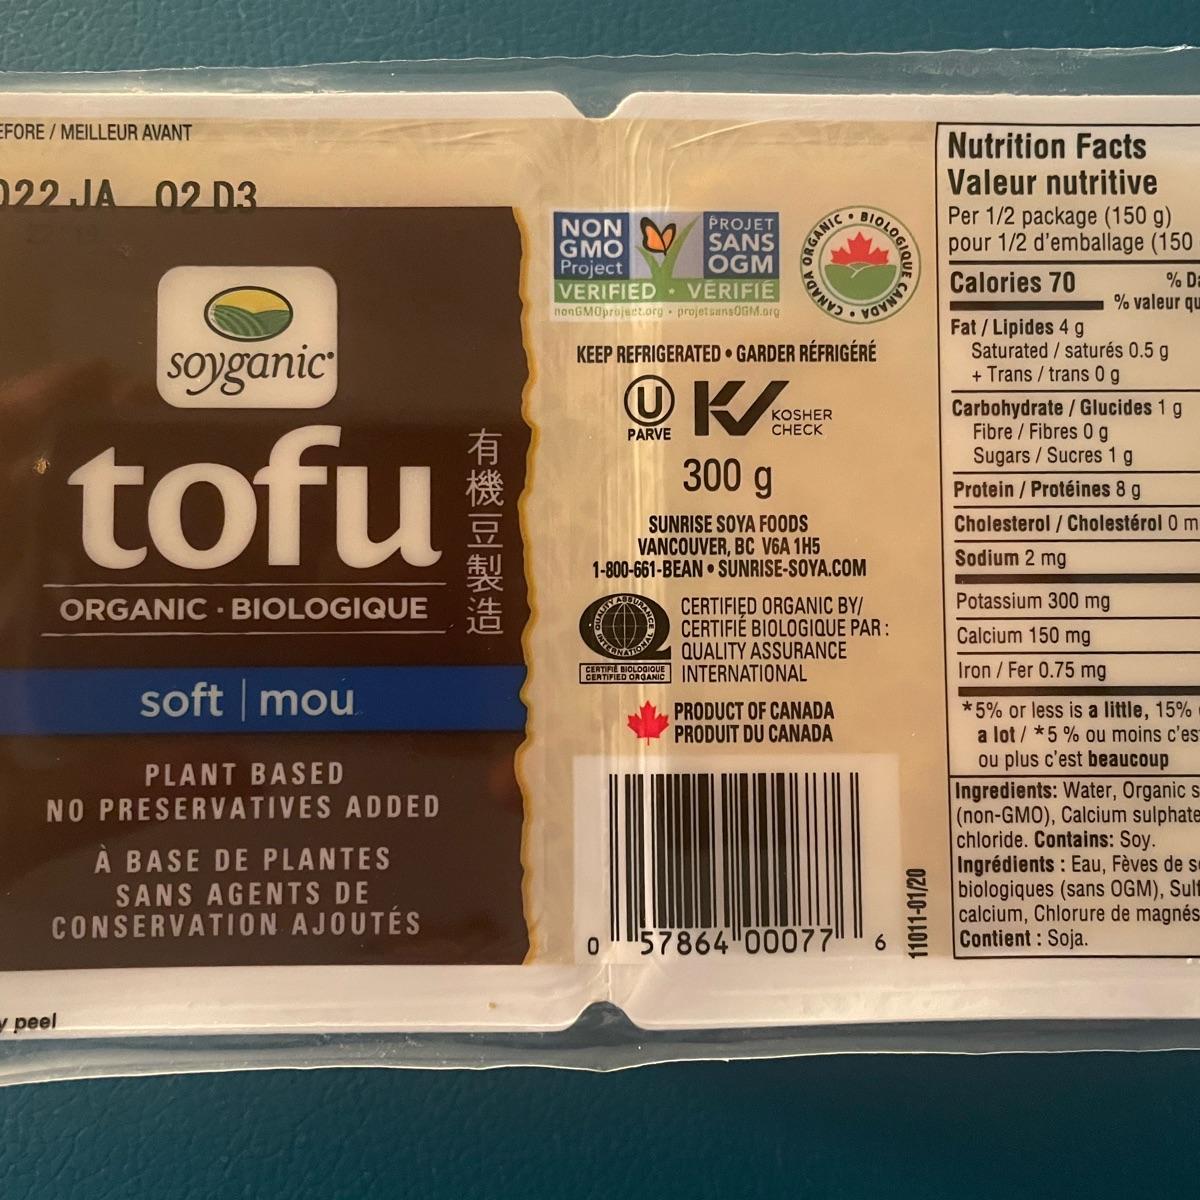 EFORE / MEILLEUR AVANT
022 JA 02 D3
soyganic
tofu
有機豆製造
ORGANIC · BIOLOGIQUE
soft | mou
PLANT BASED
NO PRESERVATIVES ADDED
À BASE DE PLANTES
SANS AGENTS DE
CONSERVATION AJOUTÉS
y peel
NON
GMO
Project
PROJET
SANS
OGM
VERIFIED · VÉRIFIÉ
nonGMOproject.org · projetsansOGM.org
CANADA ORGANIC • BIOLOGIQUE CANADA •
KEEP REFRIGERATED • GARDER RÉFRIGÉRÉ
U
PARVE
KOSHER
CHECK
300 g
SUNRISE SOYA FOODS
VANCOUVER, BC V6A 1H5
1-800-661-BEAN • SUNRISE-SOYA.COM
QUALITY ASSURANCE
INTERNATIONAL
CERTIFIÉ BIOLOGIQUE
CERTIFIED ORGANIC
CERTIFIED ORGANIC BY/
CERTIFIÉ BIOLOGIQUE PAR :
QUALITY ASSURANCE
INTERNATIONAL
PRODUCT OF CANADA
PRODUIT DU CANADA
0 57864 00077 6
11011-01/20
Nutrition Facts
Valeur nutritive
Per 1/2 package (150 g)
pour 1/2 d'emballage (150
Calories 70
% Da
% valeur qu
Fat / Lipides 4 g
Saturated / saturés 0.5 g
+ Trans / trans 0 g
Carbohydrate / Glucides 1 g
Fibre / Fibres 0 g
Sugars / Sucres 1 g
Protein / Protéines 8 g
Cholesterol / Cholestérol 0 m
Sodium 2 mg
Potassium 300 mg
Calcium 150 mg
Iron / Fer 0.75 mg
*5% or less is a little, 15%
a lot / *5 % ou moins c'es
ou plus c'est beaucoup
Ingredients: Water, Organic s
(non-GMO), Calcium sulphate
chloride. Contains: Soy.
Ingrédients : Eau, Fèves de s
biologiques (sans OGM), Sulf
calcium, Chlorure de magnés
Contient : Soja.